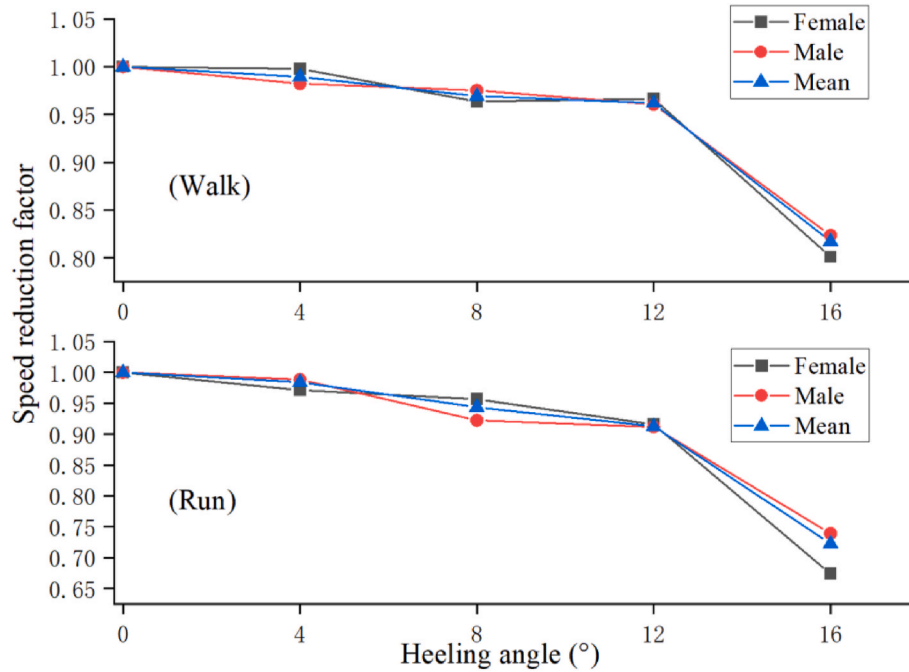 Speed reduction factor
1.05
1.00
0.95
0.90
0.85
0.80
Female
Male
Mean
(Walk)
0 4 8 12 16
1.05
1.00
0.95
0.90
0.85
0.80
0.75
0.70
0.65
Female
Male
Mean
(Run)
0 4 8 12 16
Heeling angle (°)